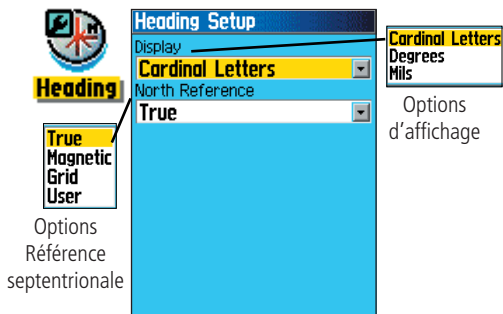 Heading
Heading Setup
Display
Cardinal Letters
North Reference
True
Cardinal Letters
Degrees
Mils
Options
d’affichage
True
Magnetic
Grid
User
Options
Référence
septentrionale